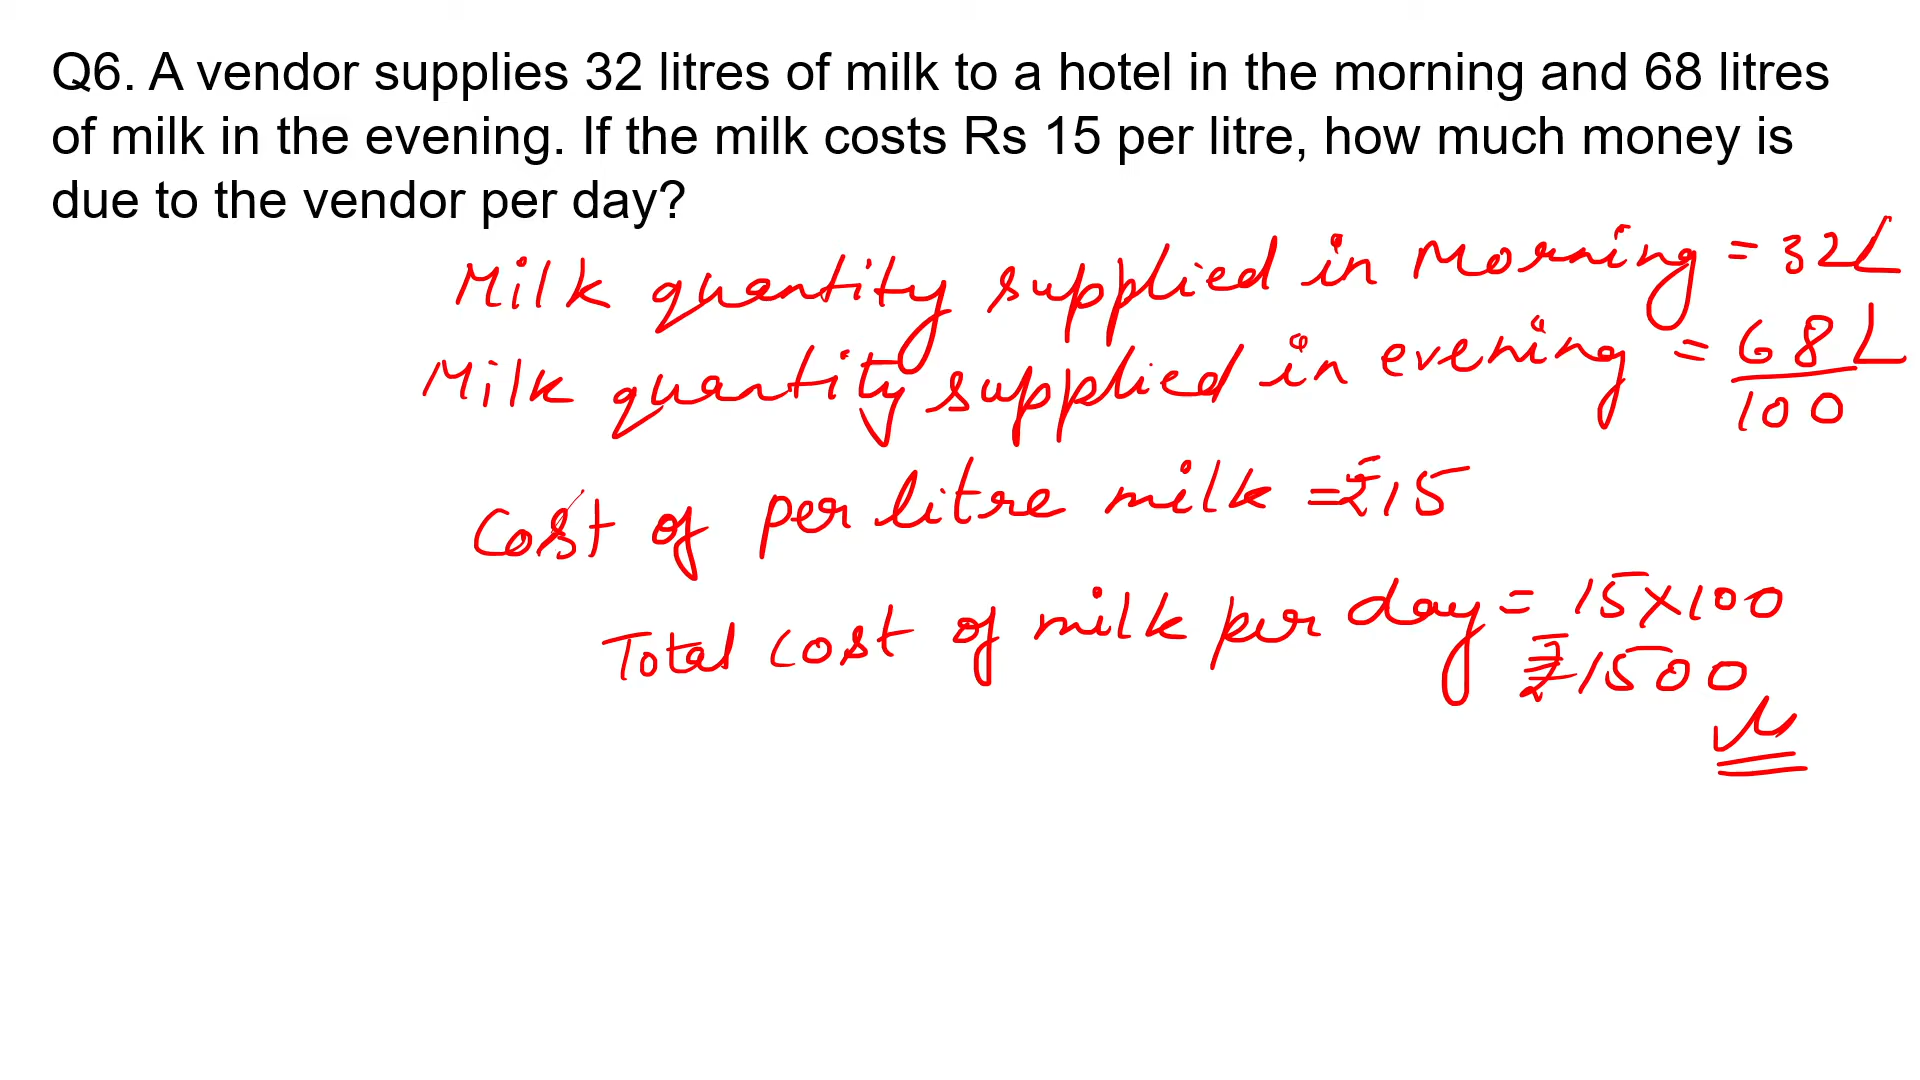 Q6. A vendor supplies 32 litres of milk to a hotel in the morning and 68 litres
of milk in the evening. If the milk costs Rs 15 per litre, how much money is
due to the vendor per day?
Milk quantity supplied in Morning = 32L
Milk quantity supplied in evening = 68L
100
Cost of per litre milk = ₹15
Total cost of milk per day = 15×100
₹1500